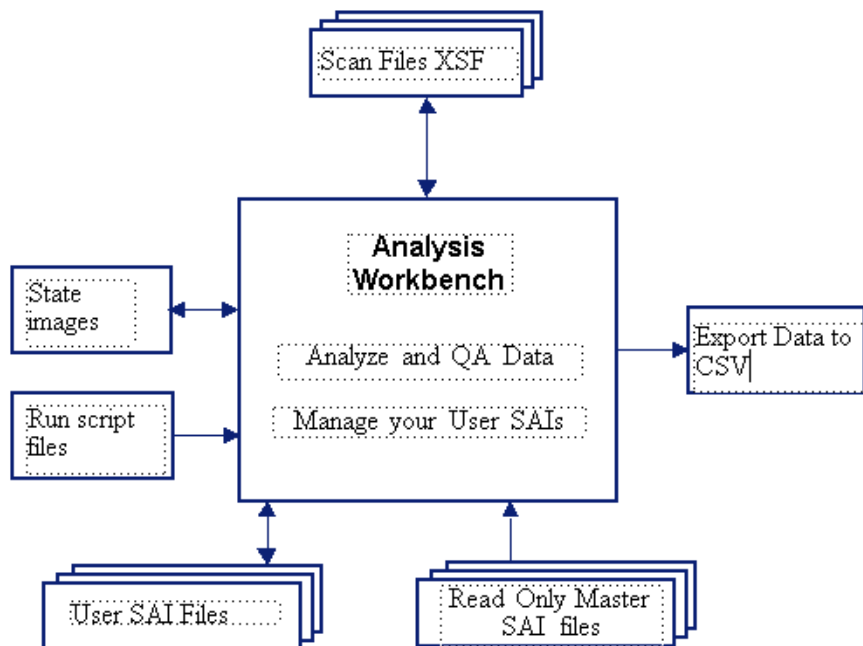 Scan Files XSF
Analysis
Workbench
State
images
Analyze and QA Data
Export Data to
CSV
Run script
files
Manage your User SAIs
User SAI Files
Read Only Master
SAI files